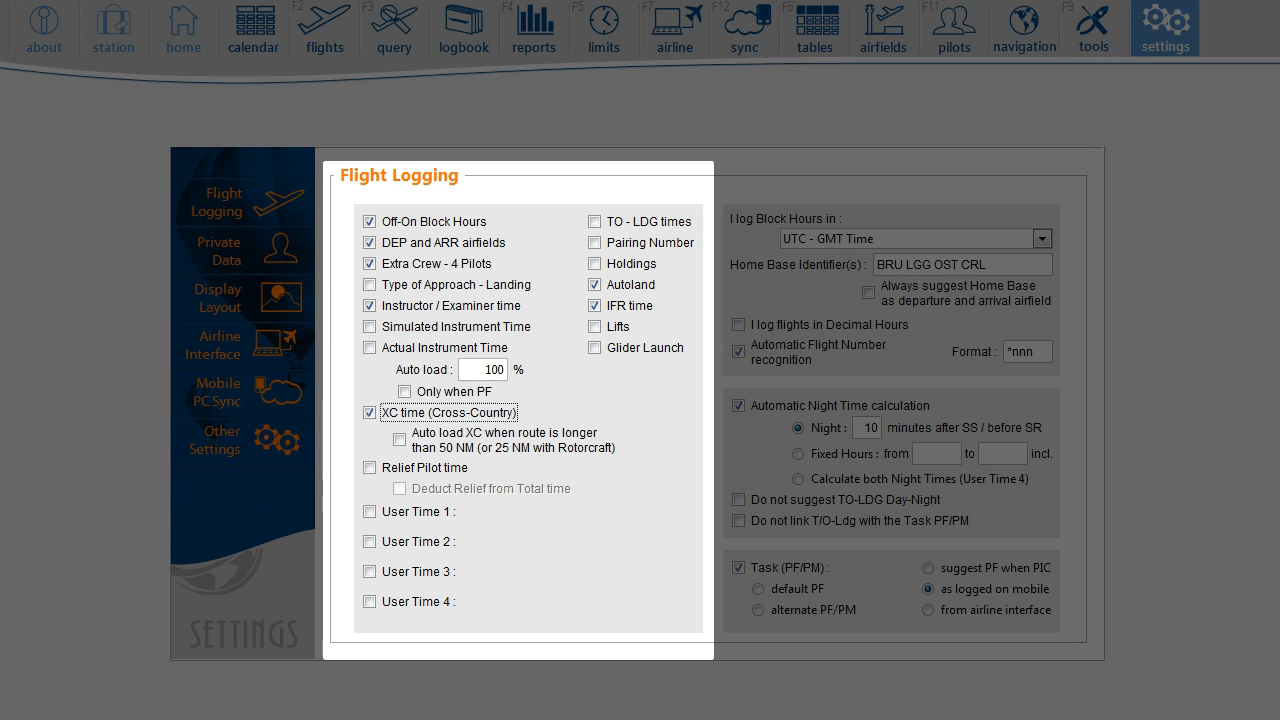 F2 F3 F4 F5 F7 F12 F6 F11 F9
about station home calendar flights query logbook reports limits airline sync tables airfields pilots navigation tools settings
Flight
Logging
Private
Data
Display
Layout
Airline
Interface
Mobile
PC Sync
Other
Settings
SETTINGS
Flight Logging
Off-On Block Hours
DEP and ARR airfields
Extra Crew - 4 Pilots
Type of Approach - Landing
Instructor / Examiner time
Simulated Instrument Time
Actual Instrument Time
Auto load : 100 %
Only when PF
XC time (Cross-Country)
Auto load XC when route is longer
than 50 NM (or 25 NM with Rotorcraft)
Relief Pilot time
Deduct Relief from Total time
User Time 1 :
User Time 2 :
User Time 3 :
User Time 4 :
TO - LDG times
Pairing Number
Holdings
Autoland
IFR time
Lifts
Glider Launch
I log Block Hours in :
UTC - GMT Time
Home Base Identifier(s) : BRU LGG OST CRL
Always suggest Home Base
as departure and arrival airfield
I log flights in Decimal Hours
Automatic Flight Number
recognition
Format : *nnn
Automatic Night Time calculation
Night : 10 minutes after SS / before SR
Fixed Hours : from to incl.
Calculate both Night Times (User Time 4)
Do not suggest TO-LDG Day-Night
Do not link T/O-Ldg with the Task PF/PM
Task (PF/PM) :
default PF
alternate PF/PM
suggest PF when PIC
as logged on mobile
from airline interface